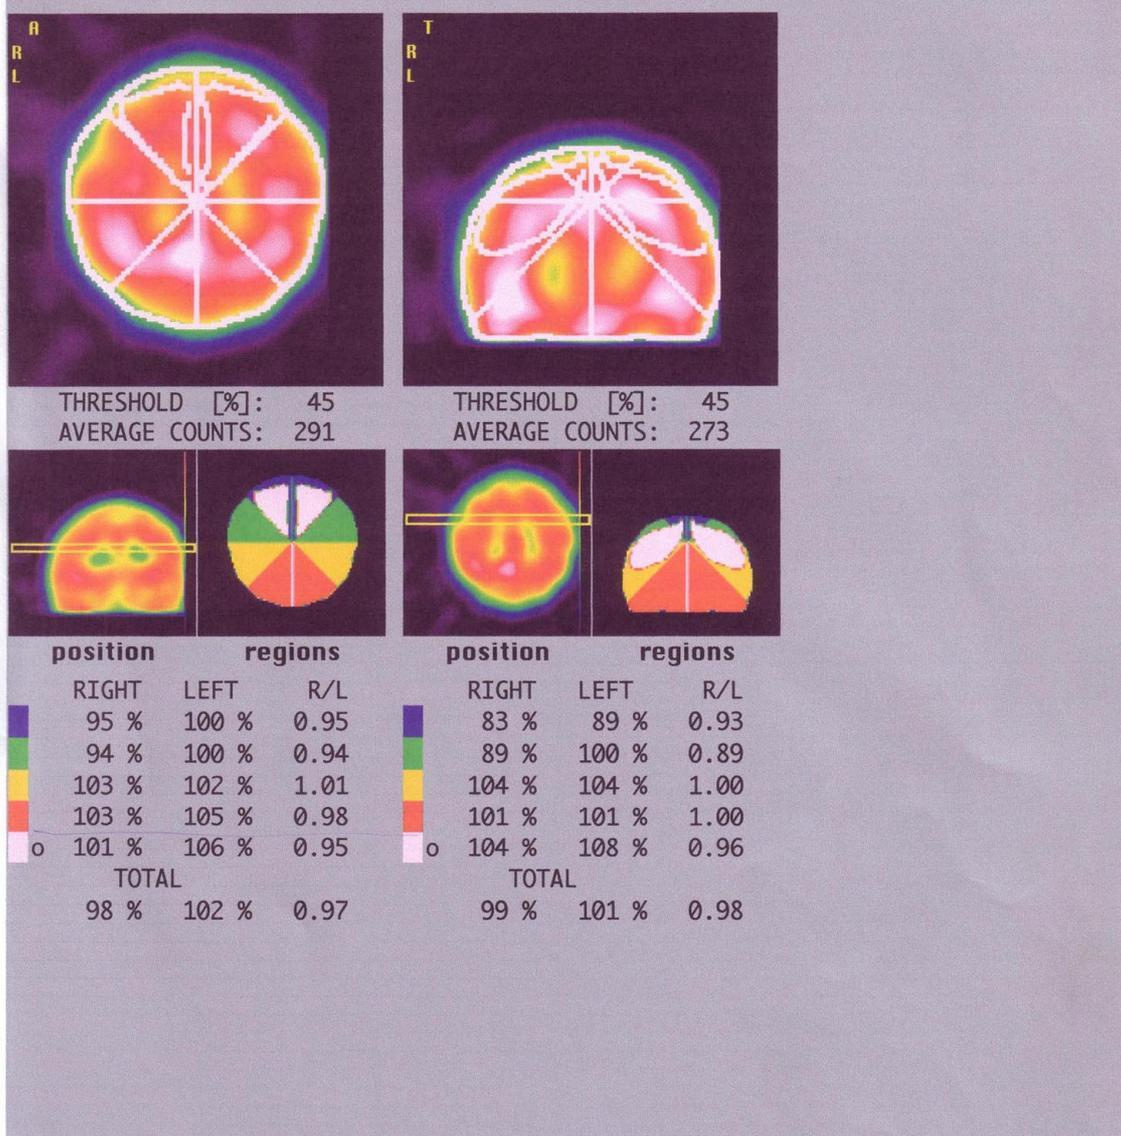 A
R
L
T
R
L
THRESHOLD [%]: 45
AVERAGE COUNTS: 291
THRESHOLD [%]: 45
AVERAGE COUNTS: 273
position regions
position regions
RIGHT LEFT R/L
95 % 100 % 0.95
94 % 100 % 0.94
103 % 102 % 1.01
103 % 105 % 0.98
o 101 % 106 % 0.95
TOTAL
98 % 102 % 0.97
RIGHT LEFT R/L
83 % 89 % 0.93
89 % 100 % 0.89
104 % 104 % 1.00
101 % 101 % 1.00
o 104 % 108 % 0.96
TOTAL
99 % 101 % 0.98